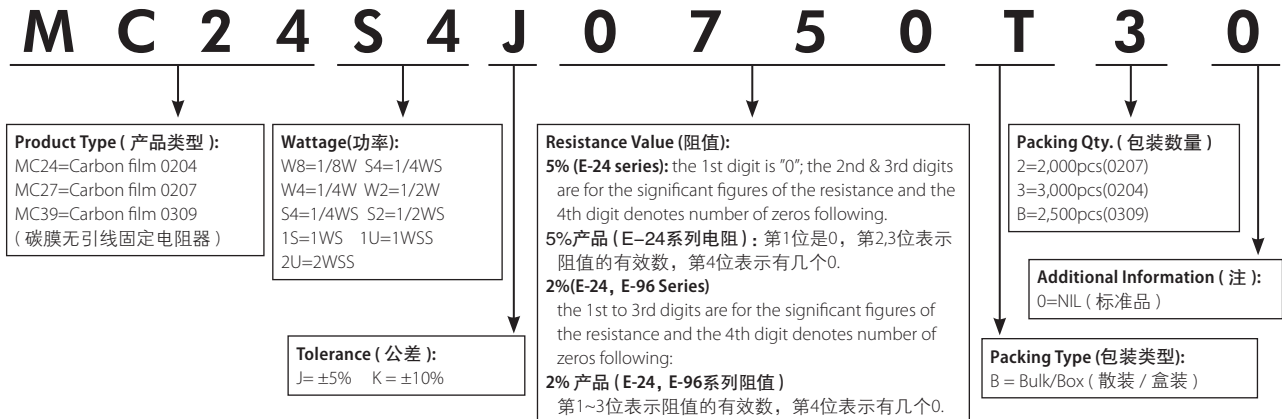 MC24S4J0750T30
Product Type ( 产品类型 ):
MC24=Carbon film 0204
MC27=Carbon film 0207
MC39=Carbon film 0309
( 碳膜无引线固定电阻器 )
Wattage(功率):
W8=1/8W S4=1/4WS
W4=1/4W W2=1/2W
S4=1/4WS S2=1/2WS
1S=1WS 1U=1WSS
2U=2WSS
Tolerance ( 公差 ):
J= ±5% K = ±10%
Resistance Value (阻值):
5% (E-24 series): the 1st digit is "0"; the 2nd & 3rd digits
are for the significant figures of the resistance and the
4th digit denotes number of zeros following.
5%产品 ( E–24系列电阻 ) : 第1位是0，第2,3位表示
阻值的有效数，第4位表示有几个0.
2%(E-24, E-96 Series)
the 1st to 3rd digits are for the significant figures of
the resistance and the 4th digit denotes number of
zeros following:
2% 产品 ( E-24, E-96系列阻值 )
第1~3位表示阻值的有效数，第4位表示有几个0.
Packing Qty. ( 包装数量 )
2=2,000pcs(0207)
3=3,000pcs(0204)
B=2,500pcs(0309)
Additional Information ( 注 ):
0=NIL ( 标准品 )
Packing Type (包装类型):
B = Bulk/Box ( 散装 / 盒装 )